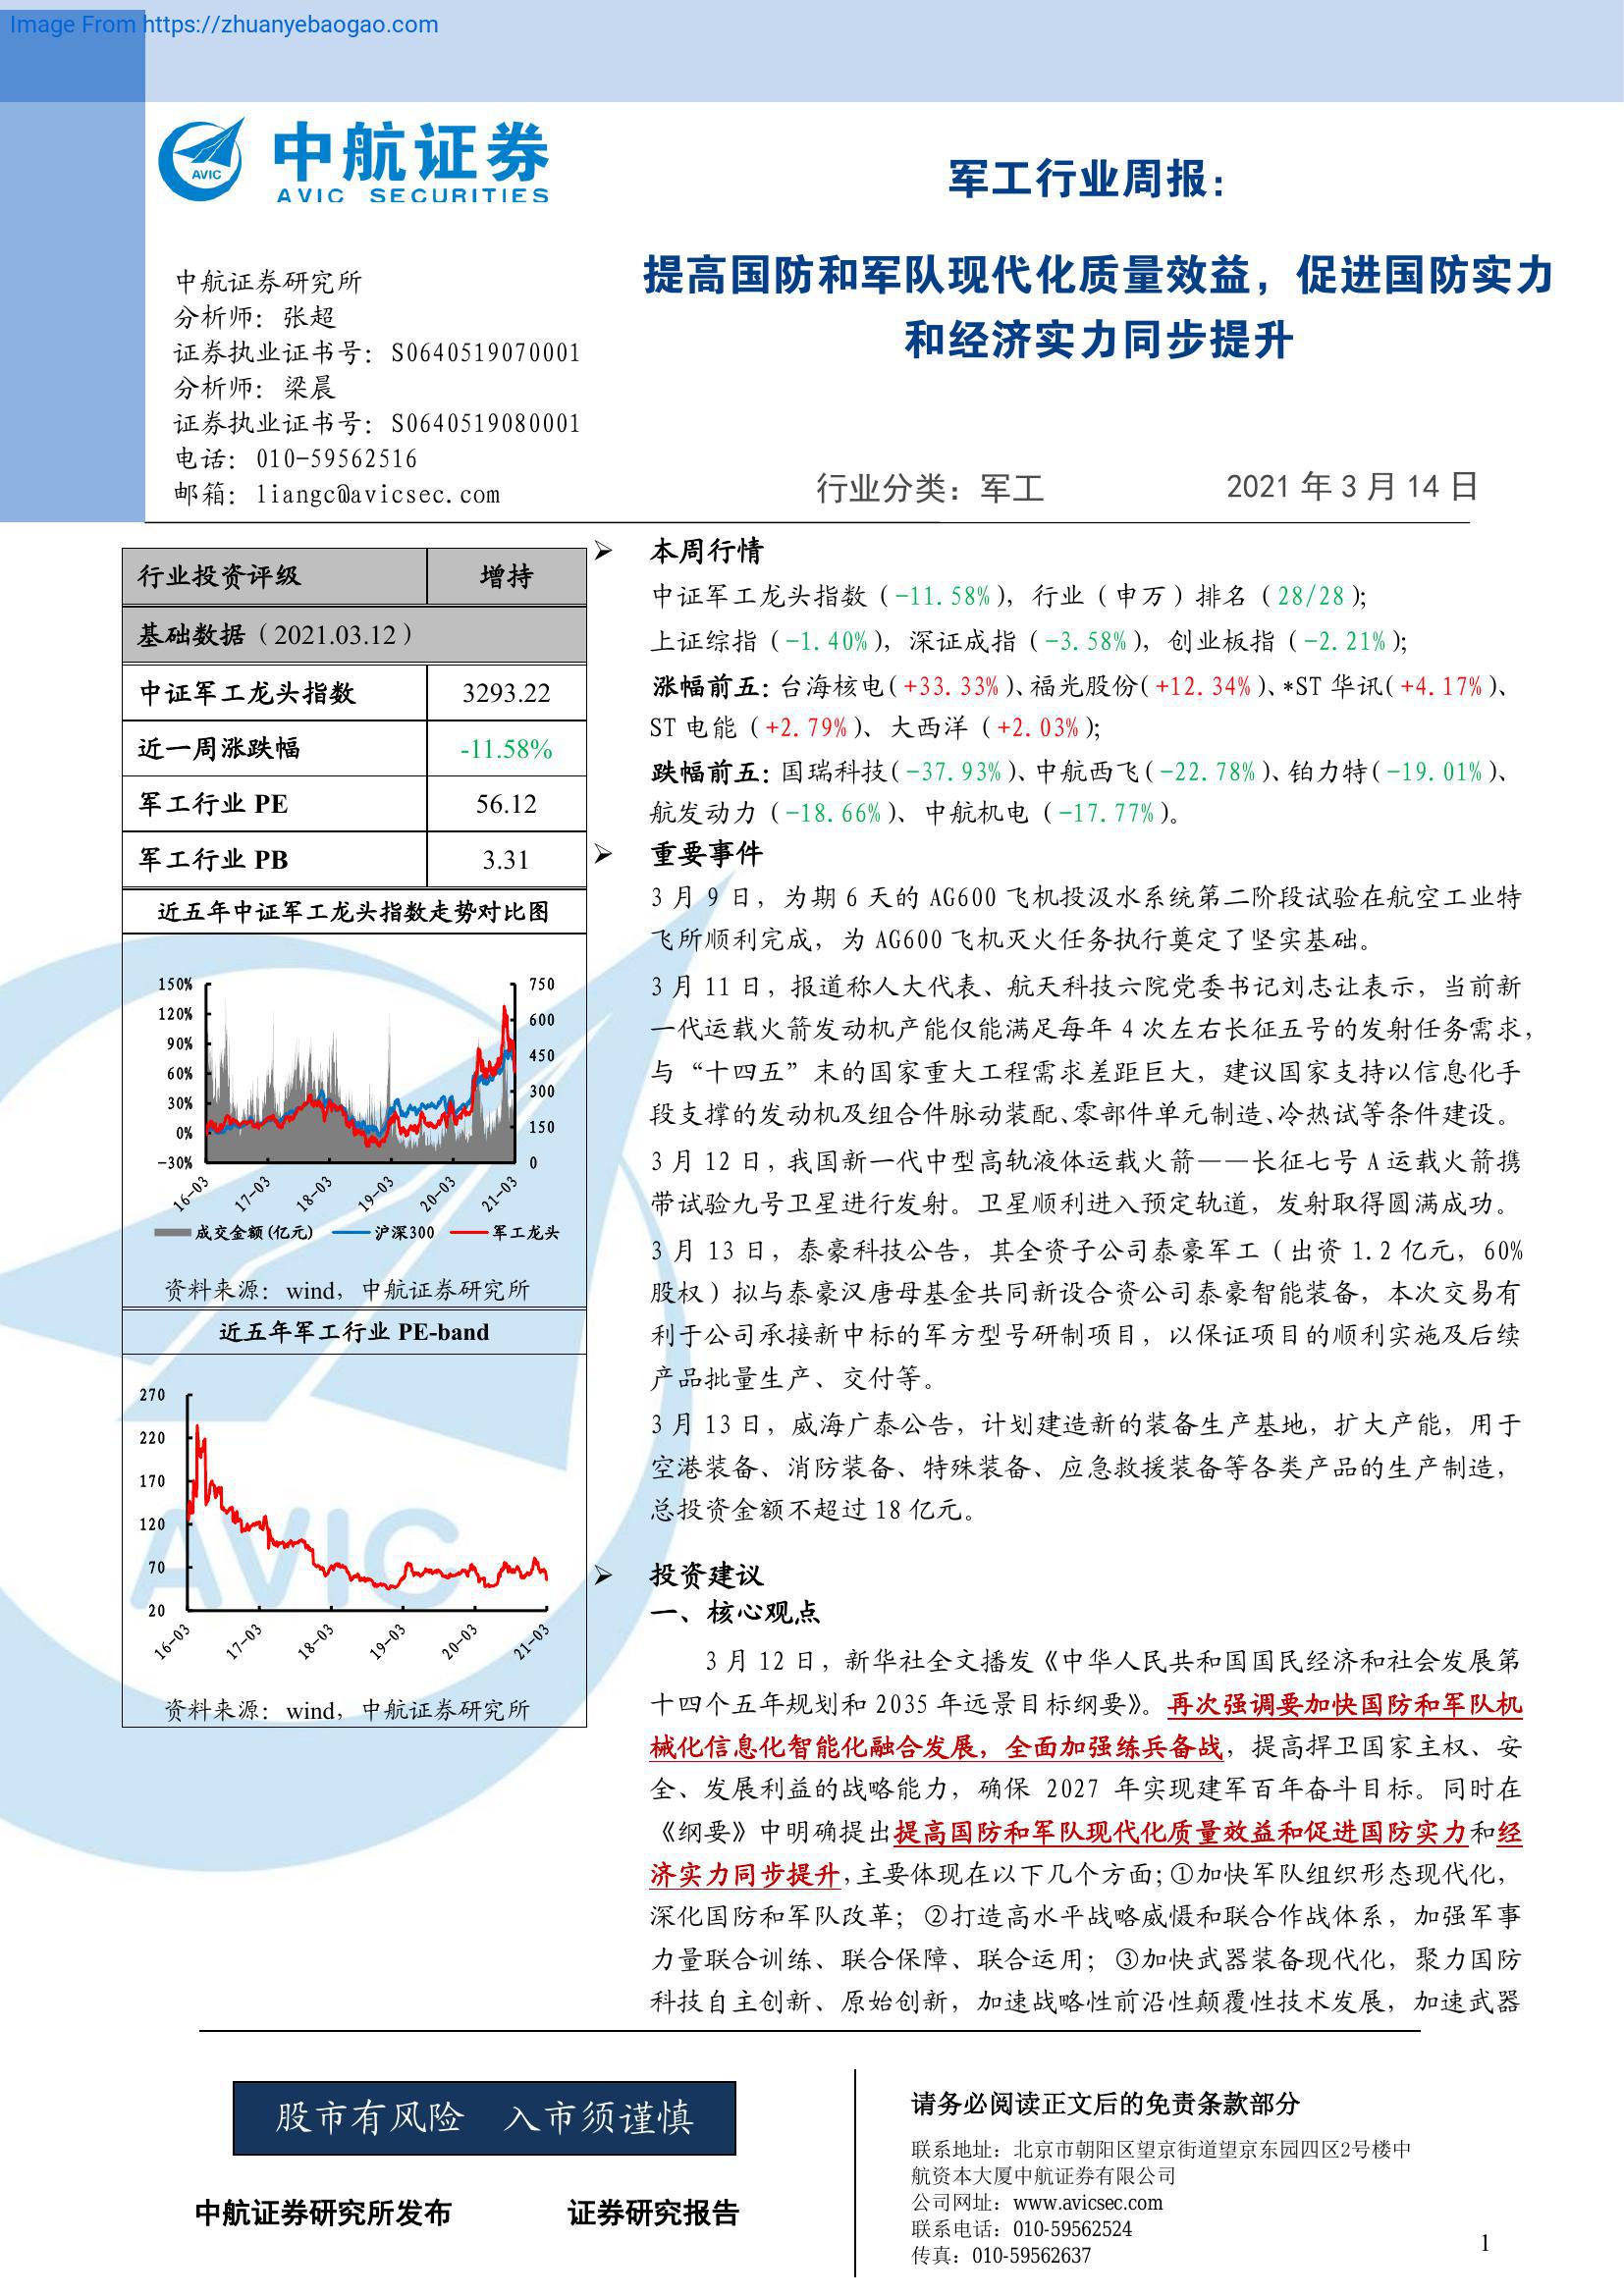 Image From https://zhuanyebaogao.com
AVIC
中航证券
AVIC SECURITIES
军工行业周报：
提高国防和军队现代化质量效益，促进国防实力
和经济实力同步提升
中航证券研究所
分析师：张超
证券执业证书号：S0640519070001
分析师：梁晨
证券执业证书号：S0640519080001
电话：010-59562516
邮箱：liangc@avicsec.com
行业分类：军工 2021 年 3 月 14 日
行业投资评级 增持
基础数据（2021.03.12）
中证军工龙头指数 3293.22
近一周涨跌幅 -11.58%
军工行业 PE 56.12
军工行业 PB 3.31
近五年中证军工龙头指数走势对比图
150% 750
120% 600
90% 450
60% 300
30% 150
0% 0
-30%
16-03 17-03 18-03 19-03 20-03 21-03
成交金额(亿元) 沪深300 军工龙头
资料来源：wind，中航证券研究所
近五年军工行业 PE-band
270
220
170
120
70
20
16-03 17-03 18-03 19-03 20-03 21-03
资料来源：wind，中航证券研究所
AVIC
➢ 本周行情
中证军工龙头指数（-11.58%），行业（申万）排名（28/28）；
上证综指（-1.40%），深证成指（-3.58%），创业板指（-2.21%）；
涨幅前五：台海核电(+33.33%)、福光股份(+12.34%)、*ST 华讯(+4.17%)、
ST 电能（+2.79%）、大西洋（+2.03%）；
跌幅前五：国瑞科技(-37.93%)、中航西飞(-22.78%)、铂力特(-19.01%)、
航发动力（-18.66%）、中航机电（-17.77%）。
➢ 重要事件
3 月 9 日，为期 6 天的 AG600 飞机投汲水系统第二阶段试验在航空工业特
飞所顺利完成，为 AG600 飞机灭火任务执行奠定了坚实基础。
3 月 11 日，报道称人大代表、航天科技六院党委书记刘志让表示，当前新
一代运载火箭发动机产能仅能满足每年 4 次左右长征五号的发射任务需求，
与“十四五”末的国家重大工程需求差距巨大，建议国家支持以信息化手
段支撑的发动机及组合件脉动装配、零部件单元制造、冷热试等条件建设。
3 月 12 日，我国新一代中型高轨液体运载火箭——长征七号 A 运载火箭携
带试验九号卫星进行发射。卫星顺利进入预定轨道，发射取得圆满成功。
3 月 13 日，泰豪科技公告，其全资子公司泰豪军工（出资 1.2 亿元，60%
股权）拟与泰豪汉唐母基金共同新设合资公司泰豪智能装备，本次交易有
利于公司承接新中标的军方型号研制项目，以保证项目的顺利实施及后续
产品批量生产、交付等。
3 月 13 日，威海广泰公告，计划建造新的装备生产基地，扩大产能，用于
空港装备、消防装备、特殊装备、应急救援装备等各类产品的生产制造，
总投资金额不超过 18 亿元。
➢ 投资建议
一、核心观点
3 月 12 日，新华社全文播发《中华人民共和国国民经济和社会发展第
十四个五年规划和 2035 年远景目标纲要》。再次强调要加快国防和军队机
械化信息化智能化融合发展，全面加强练兵备战，提高捍卫国家主权、安
全、发展利益的战略能力，确保 2027 年实现建军百年奋斗目标。同时在
《纲要》中明确提出提高国防和军队现代化质量效益和促进国防实力和经
济实力同步提升，主要体现在以下几个方面；①加快军队组织形态现代化，
深化国防和军队改革；②打造高水平战略威慑和联合作战体系，加强军事
力量联合训练、联合保障、联合运用；③加快武器装备现代化，聚力国防
科技自主创新、原始创新，加速战略性前沿性颠覆性技术发展，加速武器
股市有风险 入市须谨慎
中航证券研究所发布 证券研究报告
请务必阅读正文后的免责条款部分
联系地址：北京市朝阳区望京街道望京东园四区2号楼中
航资本大厦中航证券有限公司
公司网址：www.avicsec.com
联系电话：010-59562524
传真：010-59562637
1